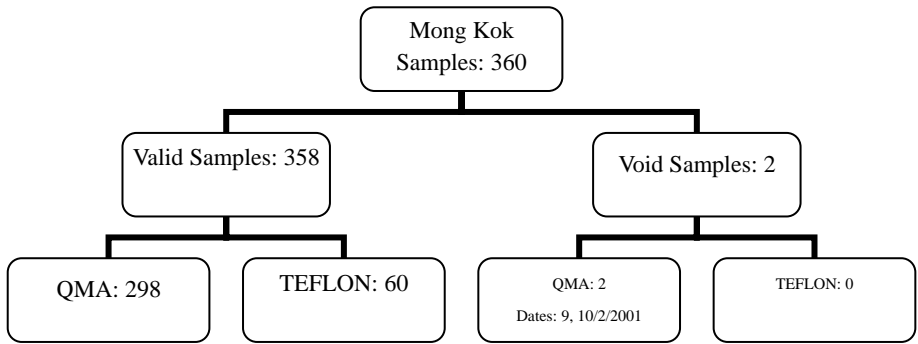 Mong Kok
Samples: 360
Valid Samples: 358
Void Samples: 2
QMA: 298
TEFLON: 60
QMA: 2
Dates: 9, 10/2/2001
TEFLON: 0